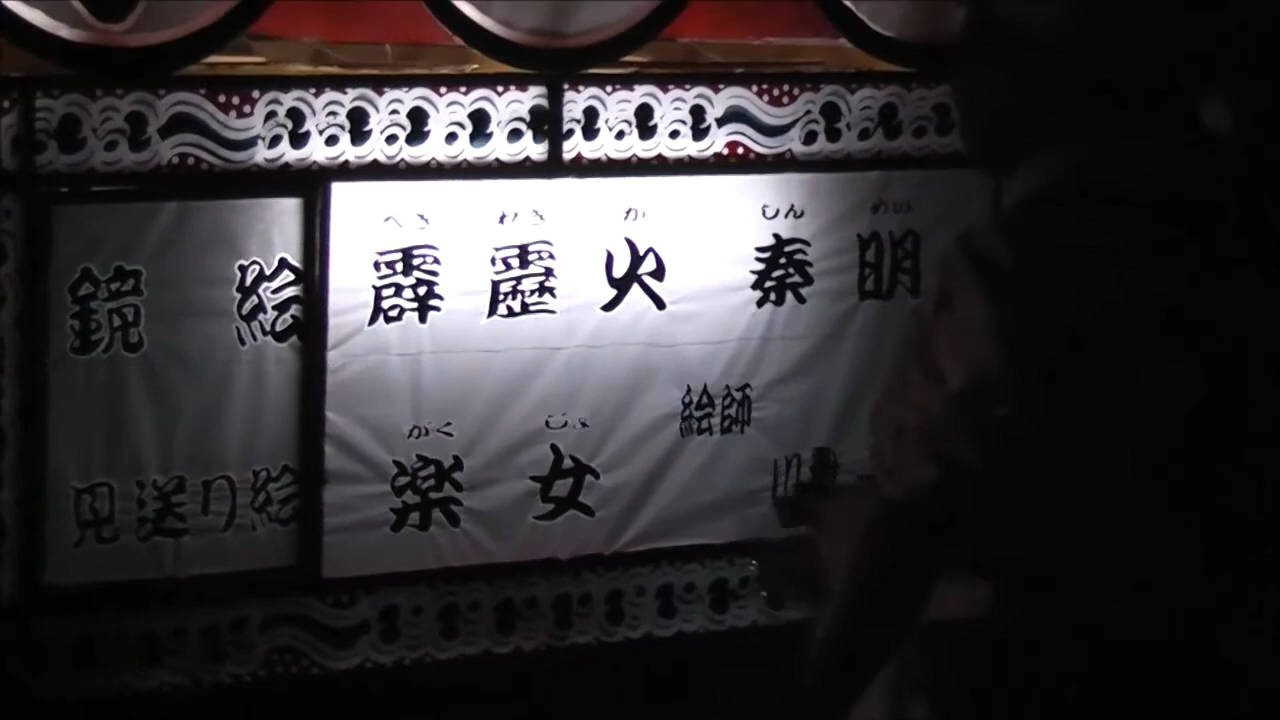 鏡絵
へき れき か しん めい
霹靂火 秦明
絵師
見送り絵
がく じょ
楽女